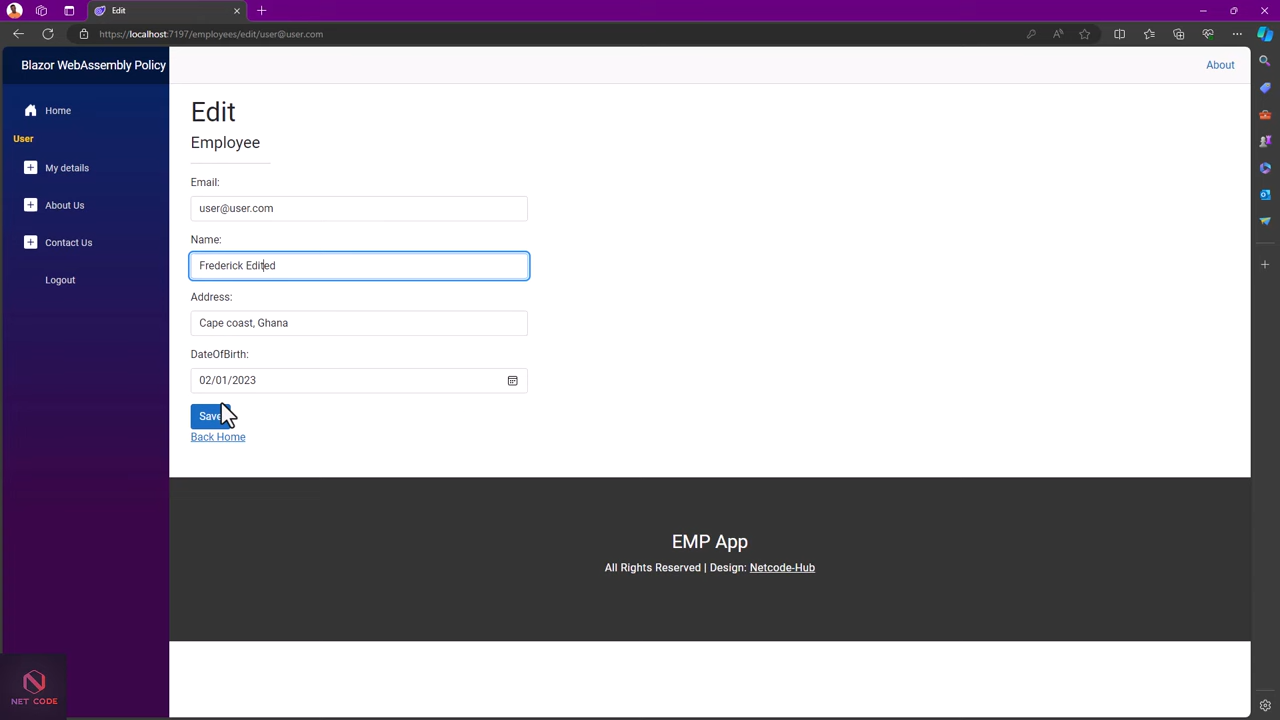 Edit
https://localhost:7197/employees/edit/user@user.com
Blazor WebAssembly Policy
About
Home
User
My details
About Us
Contact Us
Logout
Edit
Employee
Email:
user@user.com
Name:
Frederick Edited
Address:
Cape coast, Ghana
DateOfBirth:
02/01/2023
Save
Back Home
EMP App
All Rights Reserved | Design: Netcode-Hub
NET CODE